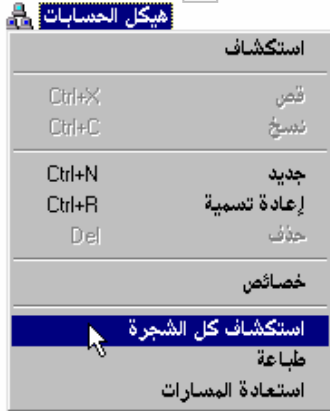 هيكل الحسابات
استكشاف
قص Ctrl+X
نسخ Ctrl+C
جديد Ctrl+N
إعادة تسمية Ctrl+R
حذف Del
خصائص
استكشاف كل الشجرة
طباعة
استعادة المسارات